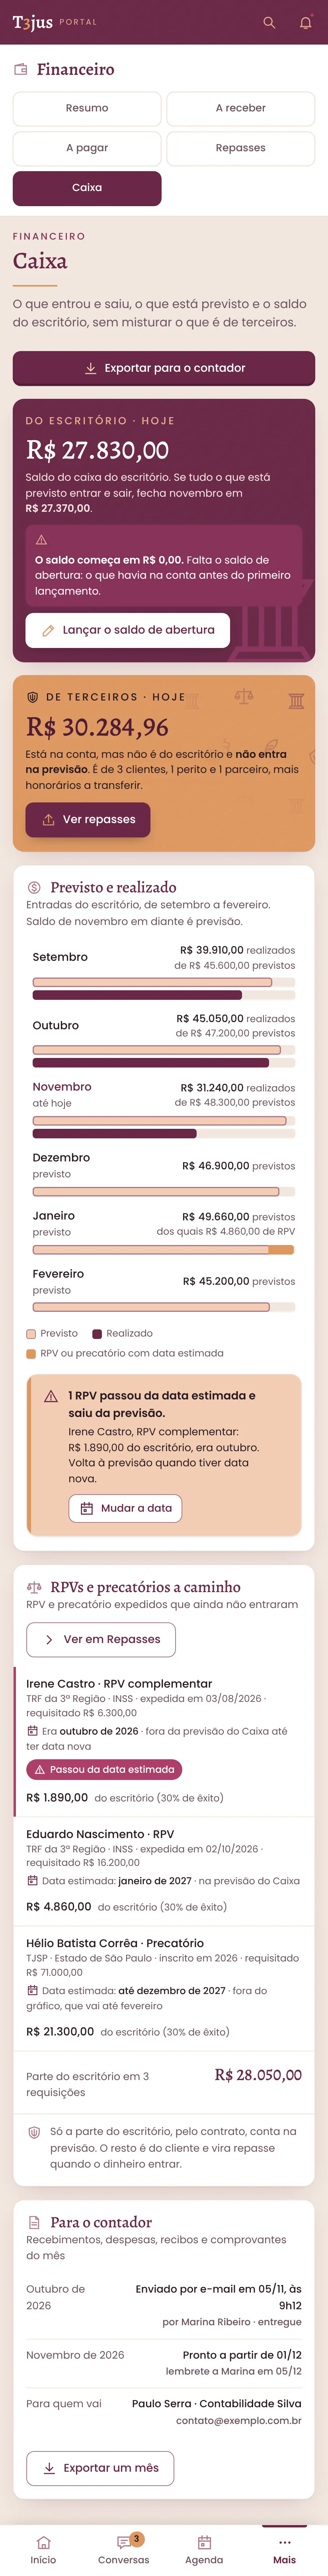 T3jus PORTAL
Financeiro
Resumo
A receber
A pagar
Repasses
Caixa
FINANCEIRO
Caixa
O que entrou e saiu, o que está previsto e o saldo
do escritório, sem misturar o que é de terceiros.
Exportar para o contador
DO ESCRITÓRIO · HOJE
R$ 27.830,00
Saldo do caixa do escritório. Se tudo o que está
previsto entrar e sair, fecha novembro em
R$ 27.370,00.
O saldo começa em R$ 0,00. Falta o saldo de
abertura: o que havia na conta antes do primeiro
lançamento.
Lançar o saldo de abertura
DE TERCEIROS · HOJE
R$ 30.284,96
Está na conta, mas não é do escritório e não entra
na previsão. É de 3 clientes, 1 perito e 1 parceiro, mais
honorários a transferir.
Ver repasses
Previsto e realizado
Entradas do escritório, de setembro a fevereiro.
Saldo de novembro em diante é previsão.
Setembro
R$ 39.910,00 realizados
de R$ 45.600,00 previstos
Outubro
R$ 45.050,00 realizados
de R$ 47.200,00 previstos
Novembro
até hoje
R$ 31.240,00 realizados
de R$ 48.300,00 previstos
Dezembro
previsto
R$ 46.900,00 previstos
Janeiro
previsto
R$ 49.660,00 previstos
dos quais R$ 4.860,00 de RPV
Fevereiro
previsto
R$ 45.200,00 previstos
Previsto
Realizado
RPV ou precatório com data estimada
1 RPV passou da data estimada e
saiu da previsão.
Irene Castro, RPV complementar:
R$ 1.890,00 do escritório, era outubro.
Volta à previsão quando tiver data
nova.
Mudar a data
RPVs e precatórios a caminho
RPV e precatório expedidos que ainda não entraram
Ver em Repasses
Irene Castro · RPV complementar
TRF da 3ª Região · INSS · expedida em 03/08/2026 ·
requisitado R$ 6.300,00
Era outubro de 2026 · fora da previsão do Caixa até
ter data nova
Passou da data estimada
R$ 1.890,00 do escritório (30% de êxito)
Eduardo Nascimento · RPV
TRF da 3ª Região · INSS · expedida em 02/10/2026 ·
requisitado R$ 16.200,00
Data estimada: janeiro de 2027 · na previsão do Caixa
R$ 4.860,00 do escritório (30% de êxito)
Hélio Batista Corrêa · Precatório
TJSP · Estado de São Paulo · inscrito em 2026 · requisitado
R$ 71.000,00
Data estimada: até dezembro de 2027 · fora do
gráfico, que vai até fevereiro
R$ 21.300,00 do escritório (30% de êxito)
Parte do escritório em 3
requisições
R$ 28.050,00
Só a parte do escritório, pelo contrato, conta na
previsão. O resto é do cliente e vira repasse
quando o dinheiro entrar.
Para o contador
Recebimentos, despesas, recibos e comprovantes
do mês
Outubro de
2026
Enviado por e-mail em 05/11, às
9h12
por Marina Ribeiro · entregue
Novembro de 2026
Pronto a partir de 01/12
lembrete a Marina em 05/12
Para quem vai
Paulo Serra · Contabilidade Silva
contato@exemplo.com.br
Exportar um mês
Início
3
Conversas
Agenda
Mais